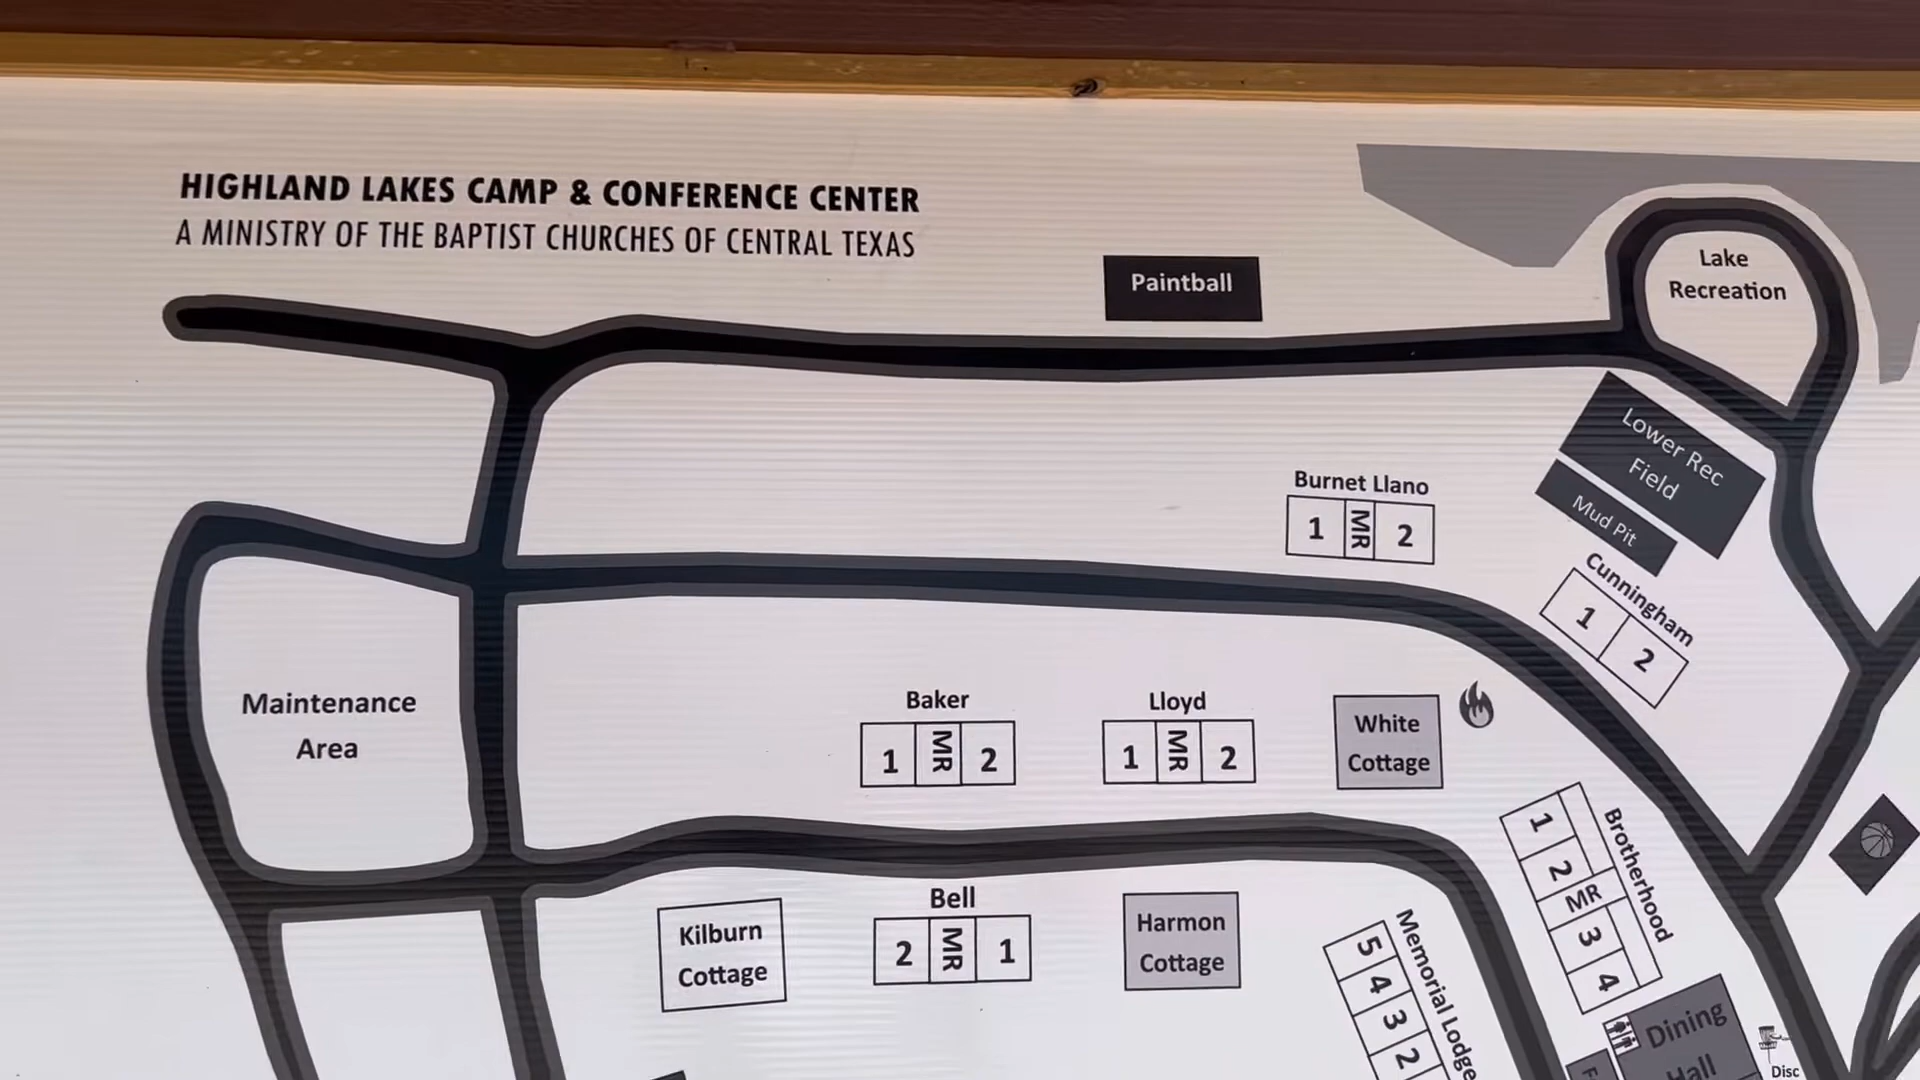 HIGHLAND LAKES CAMP & CONFERENCE CENTER
A MINISTRY OF THE BAPTIST CHURCHES OF CENTRAL TEXAS
Paintball
Lake
Recreation
Lower Rec
Field
Mud Pit
Burnet Llano
1 MR 2
Cunningham
1 2
Maintenance
Area
Baker
1 MR 2
Lloyd
1 MR 2
White
Cottage
Brotherhood
1
2
MR
3
4
Kilburn
Cottage
Bell
2 MR 1
Harmon
Cottage
Memorial Lodge
5
4
3
2
Dining
Hall
Disc